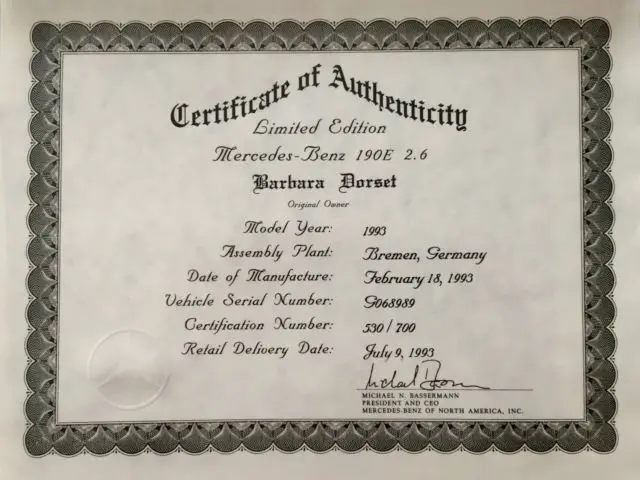 Certificate of Authenticity
Limited Edition
Mercedes-Benz 190E 2.6
Barbara Dorset
Original Owner
Model Year: 1993
Assembly Plant: Bremen, Germany
Date of Manufacture: February 18, 1993
Vehicle Serial Number: G068989
Certification Number: 530 / 700
Retail Delivery Date: July 9, 1993
MICHAEL N. BASSERMANN
PRESIDENT AND CEO
MERCEDES-BENZ OF NORTH AMERICA, INC.